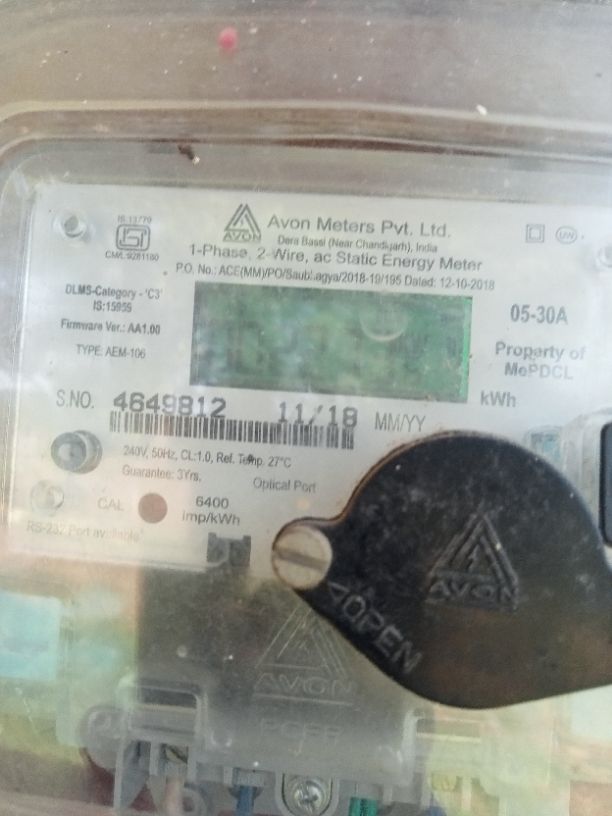 IS:13779
ISI
CM/L:9281180
AVON
Avon Meters Pvt. Ltd.
Dera Bassi (Near Chandigarh), India
1-Phase, 2-Wire, ac Static Energy Meter
P.O. No.: ACE(MM)/PO/Saubhagya/2018-19/195 Dated: 12-10-2018
DLMS-Category - 'C3'
IS:15959
Firmware Ver.: AA1.00
TYPE: AEM-106
05-30A
Property of
MePDCL
kWh
S.NO. 4649812 11/18 MM/YY
240V, 50Hz, CL:1.0, Ref. Temp. 27°C
Guarantee: 3Yrs,
Optical Port
CAL
6400
imp/kWh
RS-232 Port available
AVON
<OPEN
AVON